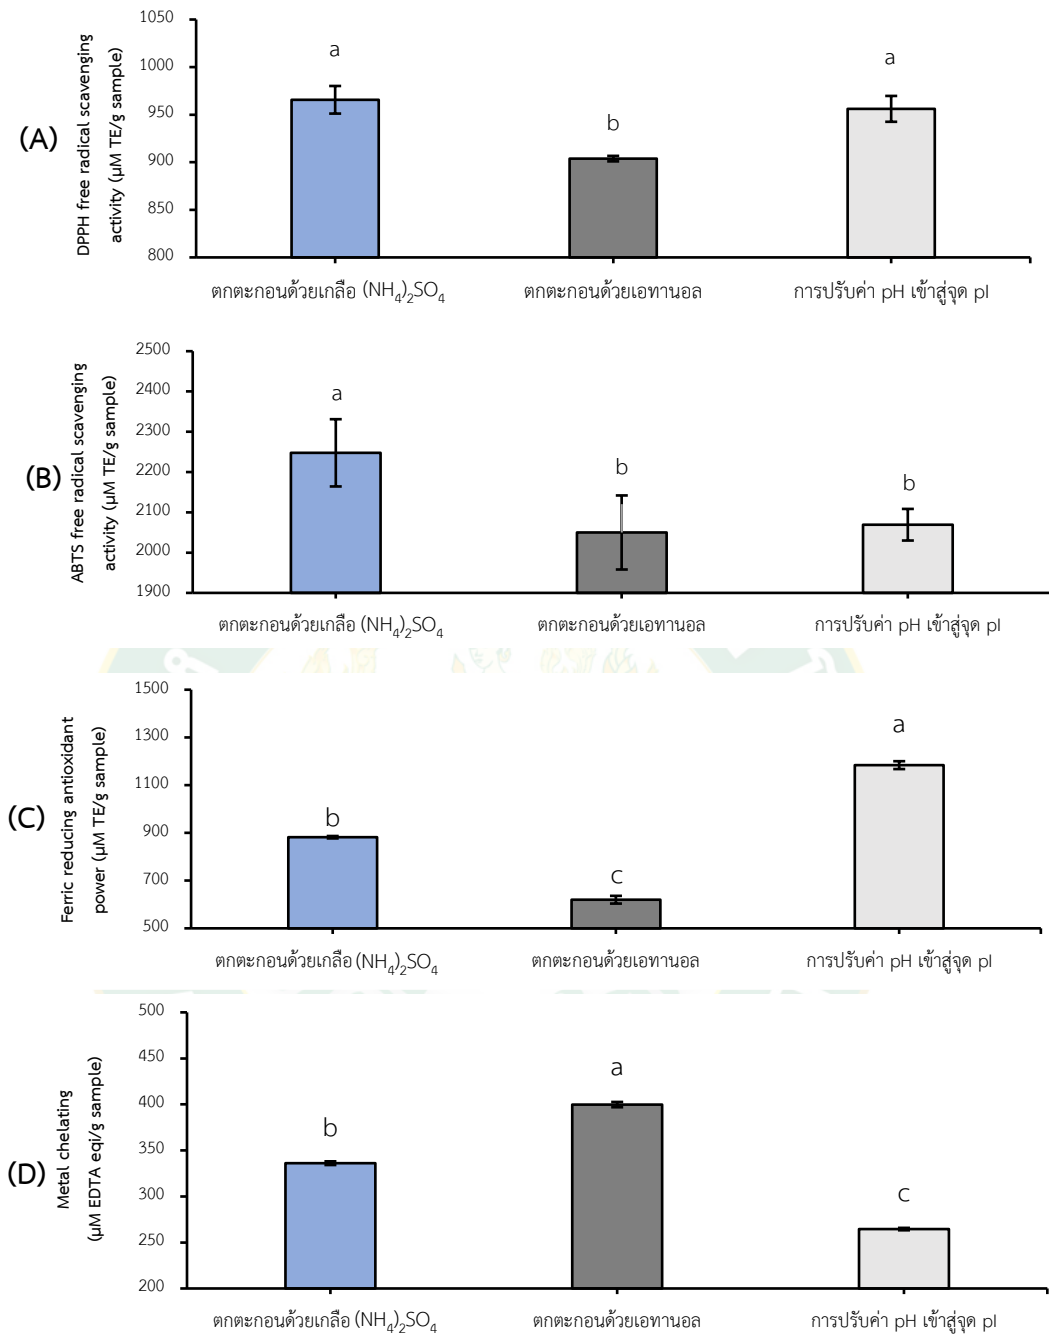 (A)
DPPH free radical scavenging
activity (µM TE/g sample)
1050
1000
950
900
850
800
a
b
a
ตกตะกอนด้วยเกลือ (NH4)2SO4
ตกตะกอนด้วยเอทานอล
การปรับค่า pH เข้าสู่จุด pI
(B)
ABTS free radical scavenging
activity (µM TE/g sample)
2500
2400
2300
2200
2100
2000
1900
a
b
b
ตกตะกอนด้วยเกลือ (NH4)2SO4
ตกตะกอนด้วยเอทานอล
การปรับค่า pH เข้าสู่จุด pI
(C)
Ferric reducing antioxidant
power (µM TE/g sample)
1500
1300
1100
900
700
500
b
c
a
ตกตะกอนด้วยเกลือ (NH4)2SO4
ตกตะกอนด้วยเอทานอล
การปรับค่า pH เข้าสู่จุด pI
(D)
Metal chelating
(µM EDTA eqi/g sample)
500
450
400
350
300
250
200
b
a
c
ตกตะกอนด้วยเกลือ (NH4)2SO4
ตกตะกอนด้วยเอทานอล
การปรับค่า pH เข้าสู่จุด pI